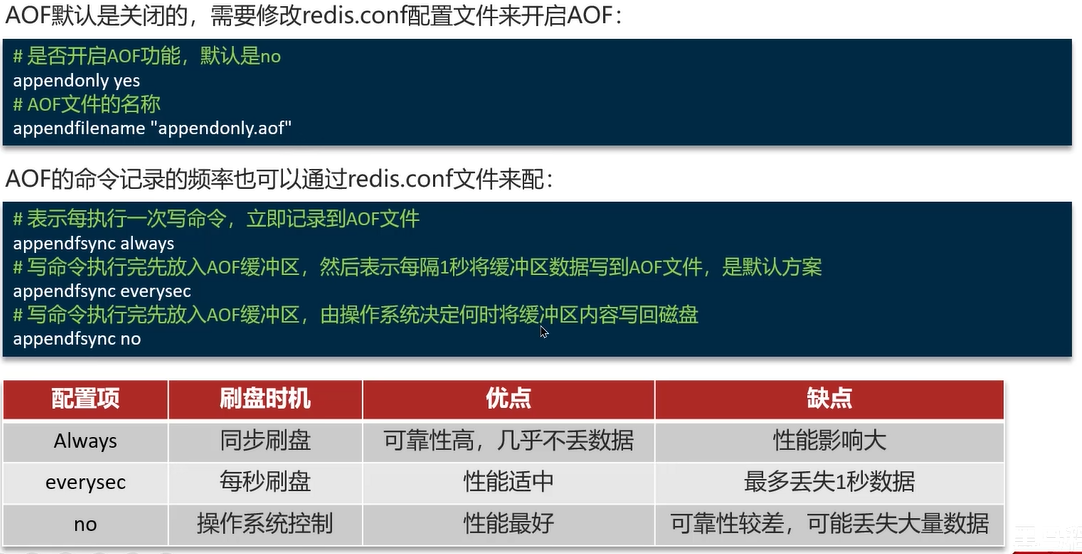 AOF默认是关闭的，需要修改redis.conf配置文件来开启AOF：
# 是否开启AOF功能，默认是no
appendonly yes
# AOF文件的名称
appendfilename "appendonly.aof"
AOF的命令记录的频率也可以通过redis.conf文件来配：
# 表示每执行一次写命令，立即记录到AOF文件
appendfsync always
# 写命令执行完先放入AOF缓冲区，然后表示每隔1秒将缓冲区数据写到AOF文件，是默认方案
appendfsync everysec
# 写命令执行完先放入AOF缓冲区，由操作系统决定何时将缓冲区内容写回磁盘
appendfsync no
配置项 刷盘时机 优点 缺点
Always 同步刷盘 可靠性高，几乎不丢数据 性能影响大
everysec 每秒刷盘 性能适中 最多丢失1秒数据
no 操作系统控制 性能最好 可靠性较差，可能丢失大量数据